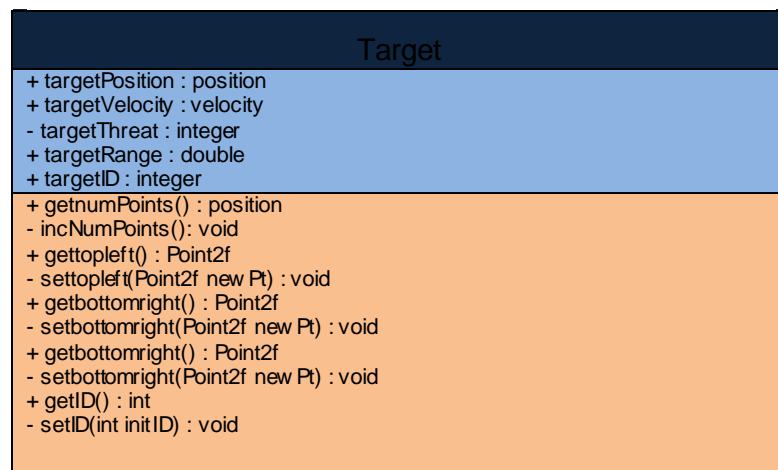 Target
+ targetPosition : position
+ targetVelocity : velocity
- targetThreat : integer
+ targetRange : double
+ targetID : integer
+ getnumPoints() : position
- incNumPoints(): void
+ gettopleft() : Point2f
- settopleft(Point2f new Pt) : void
+ getbottomright() : Point2f
- setbottomright(Point2f new Pt) : void
+ getbottomright() : Point2f
- setbottomright(Point2f new Pt) : void
+ getID() : int
- setID(int initID) : void